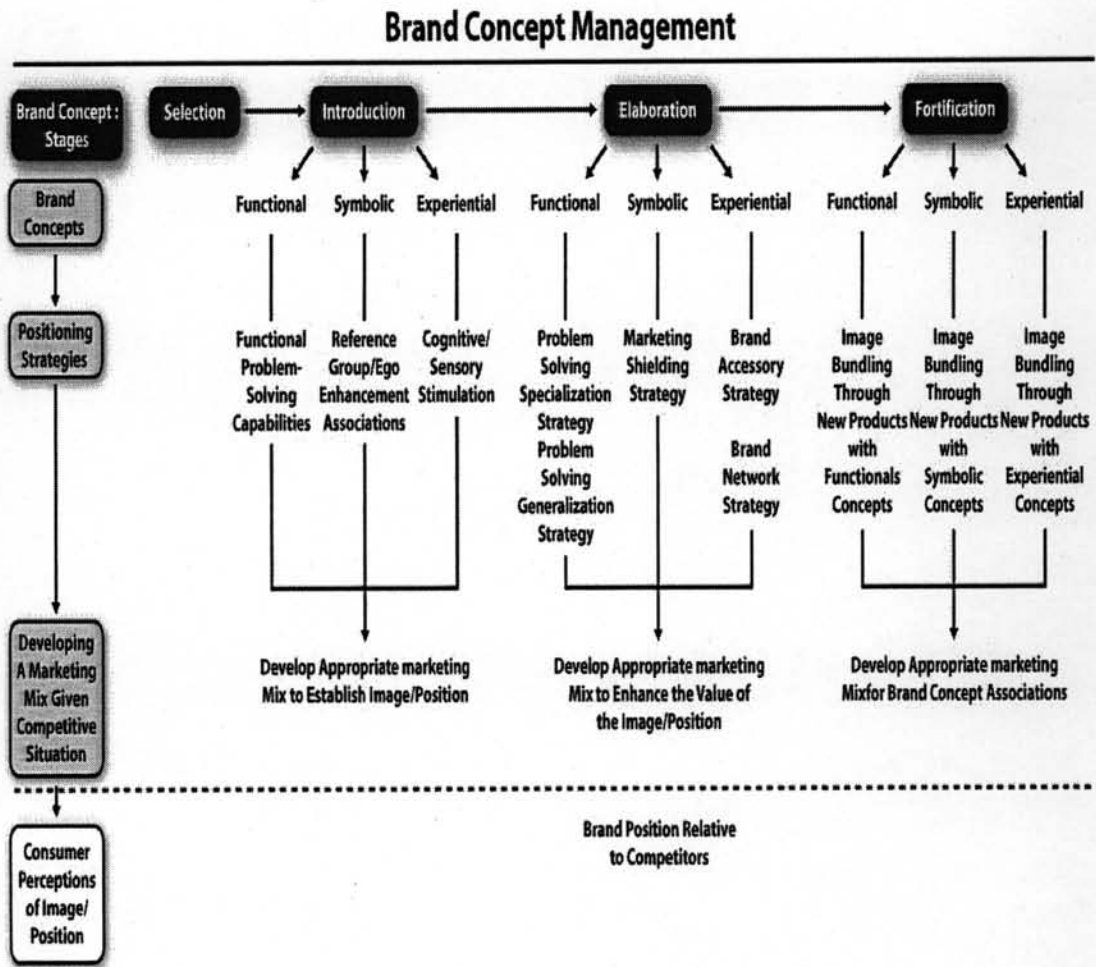 Brand Concept Management
Brand Concept :
Stages
Selection
Introduction
Elaboration
Fortification
Brand
Concepts
Functional
Symbolic
Experiential
Functional
Symbolic
Experiential
Functional
Symbolic
Experiential
Positioning
Strategies
Functional
Problem-
Solving
Capabilities
Reference
Group/Ego
Enhancement
Associations
Cognitive/
Sensory
Stimulation
Problem
Solving
Specialization
Strategy
Problem
Solving
Generalization
Strategy
Marketing
Shielding
Strategy
Brand
Accessory
Strategy
Brand
Network
Strategy
Image
Bundling
Through
New Products
with
Functionals
Concepts
Image
Bundling
Through
New Products
with
Symbolic
Concepts
Image
Bundling
Through
New Products
with
Experiential
Concepts
Developing
A Marketing
Mix Given
Competitive
Situation
Develop Appropriate marketing
Mix to Establish Image/Position
Develop Appropriate marketing
Mix to Enhance the Value of
the Image/Position
Develop Appropriate marketing
Mixfor Brand Concept Associations
Consumer
Perceptions
of Image/
Position
Brand Position Relative
to Competitors